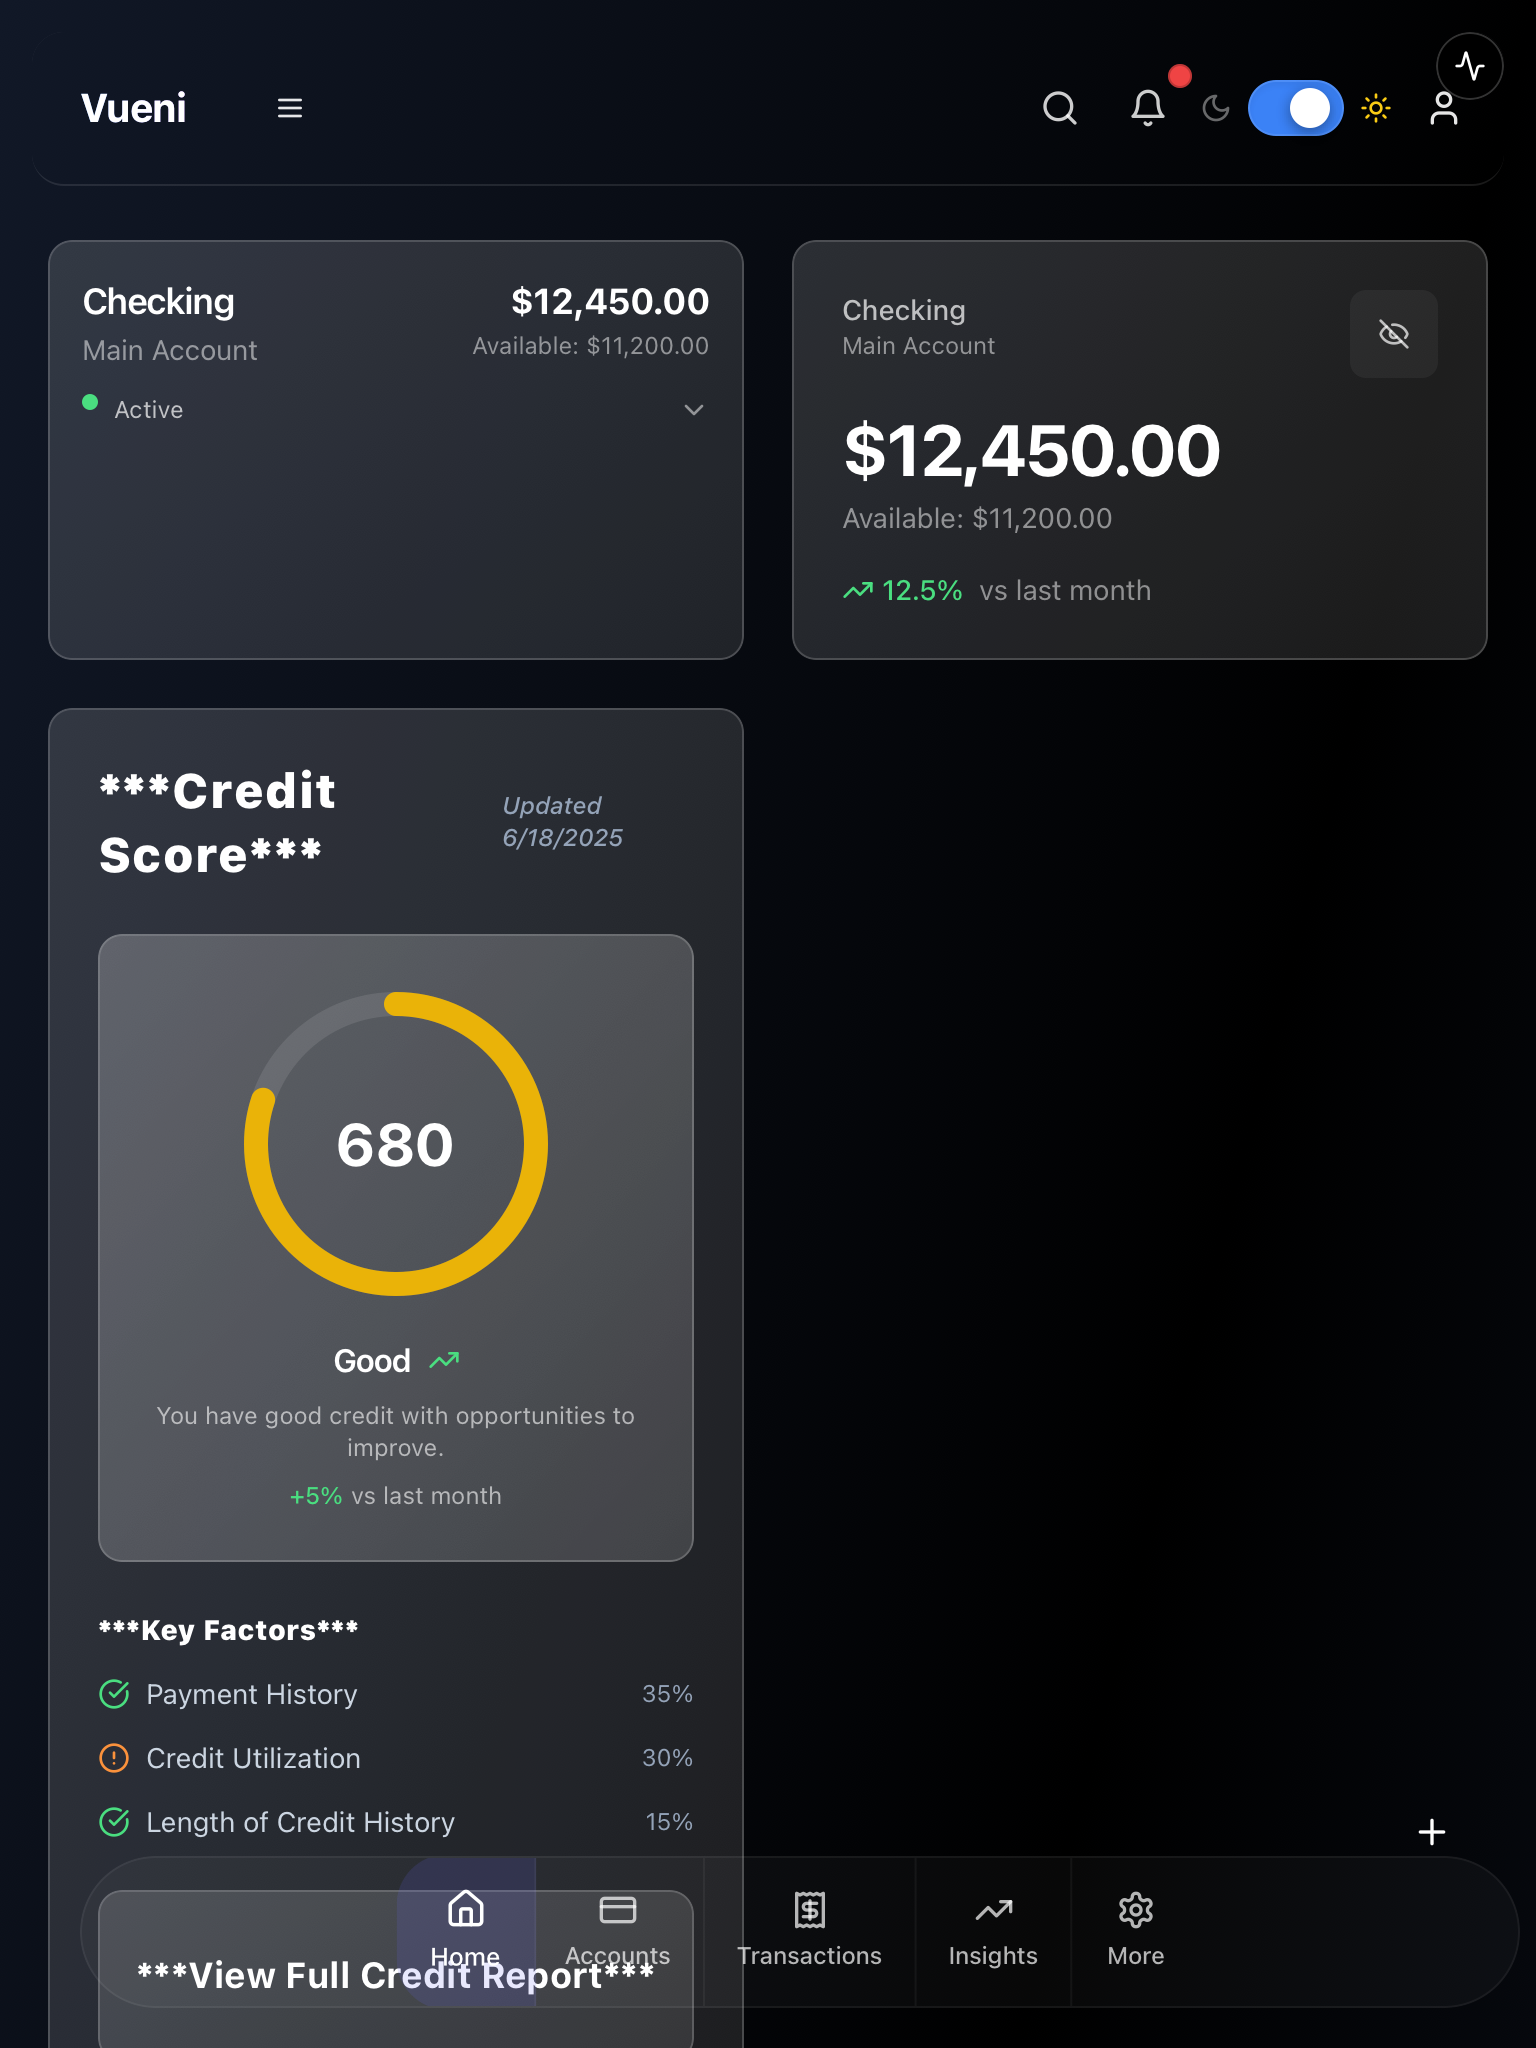 Vueni
Checking
$12,450.00
Main Account
Available: $11,200.00
Active
Checking
Main Account
$12,450.00
Available: $11,200.00
12.5% vs last month
***Credit
Score***
Updated
6/18/2025
680
Good
You have good credit with opportunities to
improve.
+5% vs last month
***Key Factors***
Payment History 35%
Credit Utilization 30%
Length of Credit History 15%
***View Full Credit Report***
Home
Accounts
Transactions
Insights
More